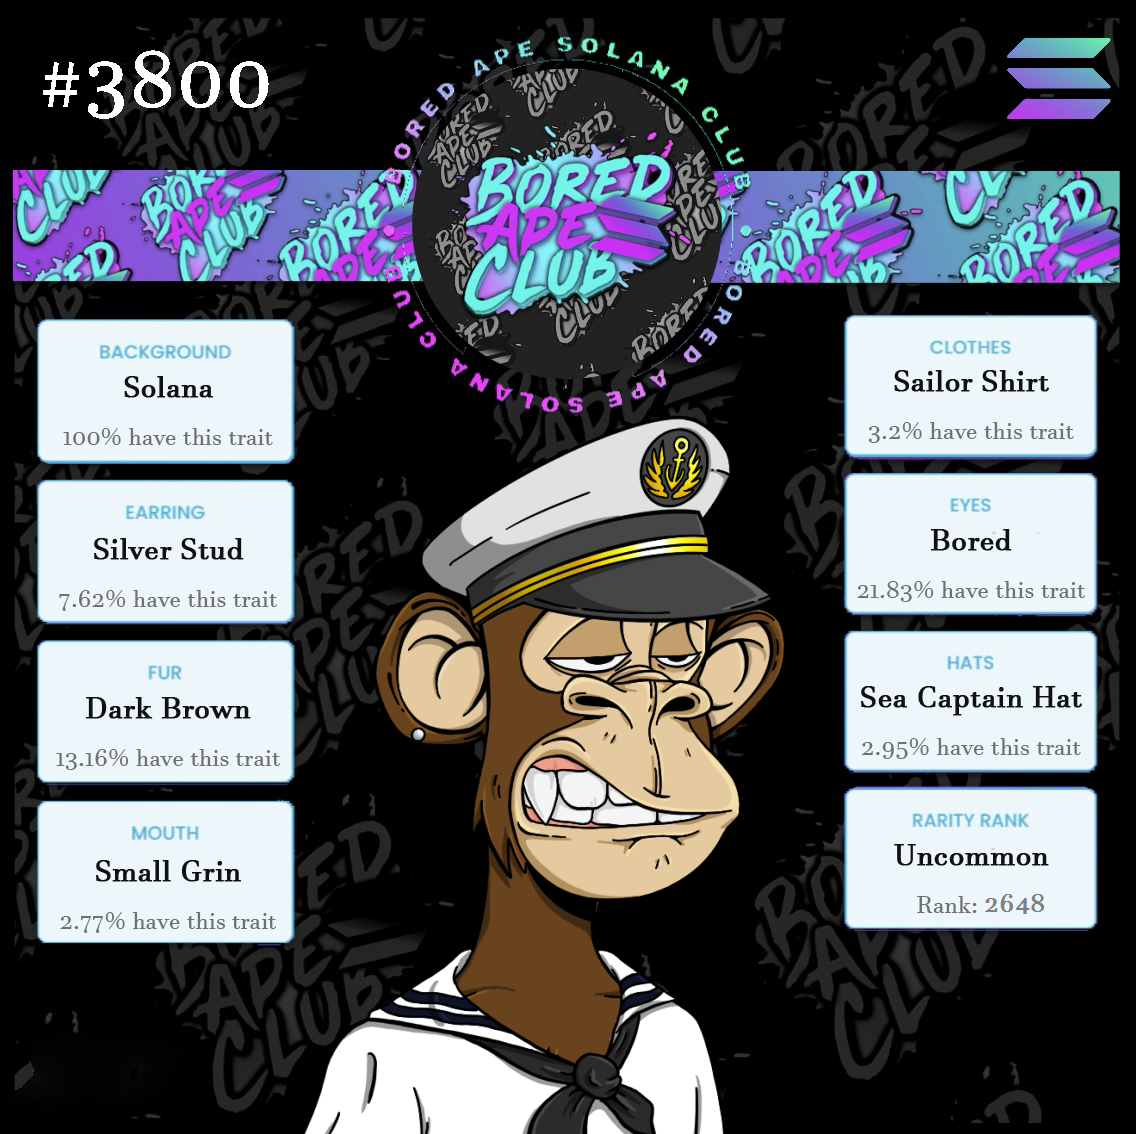 #3800
BORED APE SOLANA CLUB
BORED APE SOLANA CLUB
BORED
APE
CLUB
BACKGROUND
Solana
100% have this trait
EARRING
Silver Stud
7.62% have this trait
FUR
Dark Brown
13.16% have this trait
MOUTH
Small Grin
2.77% have this trait
CLOTHES
Sailor Shirt
3.2% have this trait
EYES
Bored
21.83% have this trait
HATS
Sea Captain Hat
2.95% have this trait
RARITY RANK
Uncommon
Rank: 2648